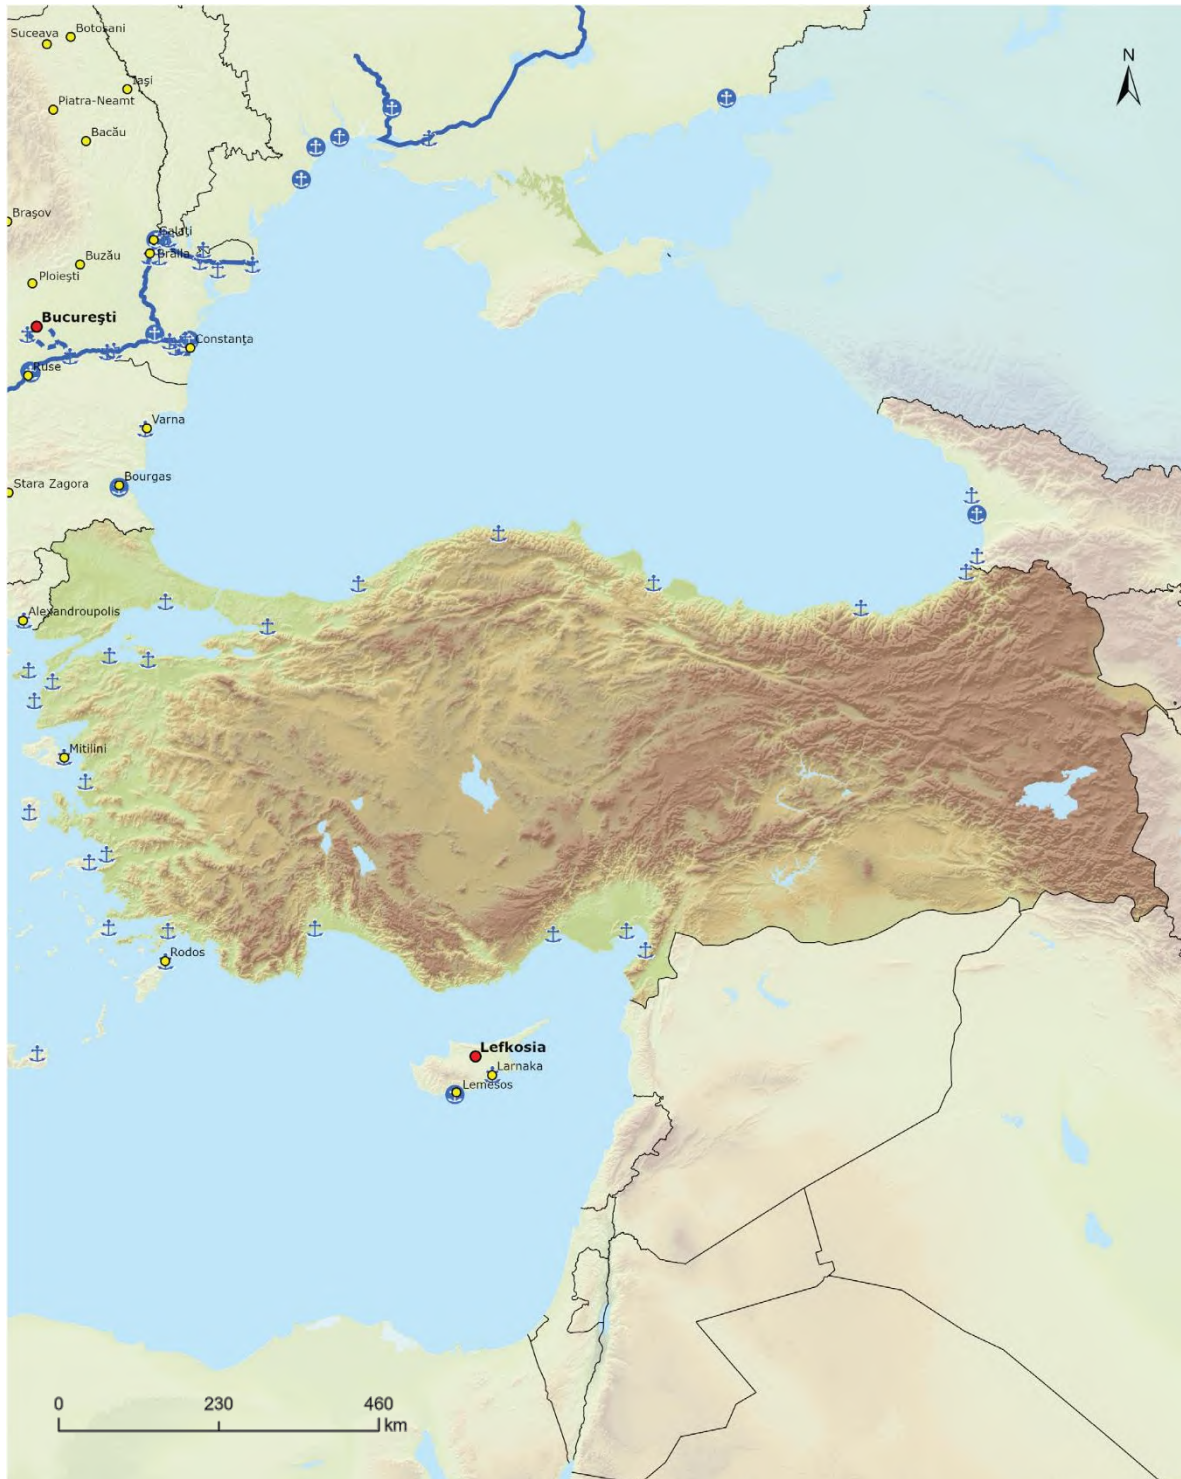 Suceava
Botosani
N
Iaşi
Piatra-Neamt
Bacău
Braşov
Galaţi
Brăila
Buzău
Ploieşti
Bucureşti
Constanţa
Ruse
Varna
Bourgas
Stara Zagora
Alexandroupolis
Mitilini
Rodos
Lefkosia
Larnaka
Lemesos
0 230 460
km